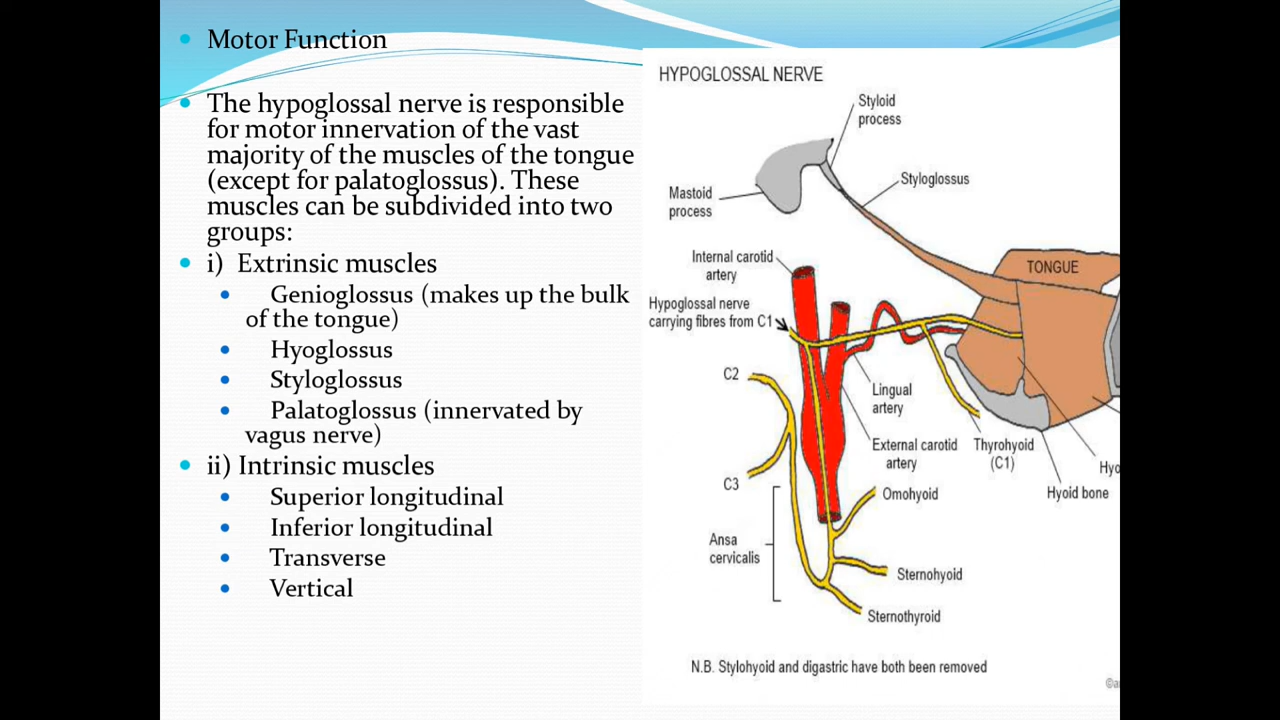 Motor Function
The hypoglossal nerve is responsible
for motor innervation of the vast
majority of the muscles of the tongue
(except for palatoglossus). These
muscles can be subdivided into two
groups:
i) Extrinsic muscles
Genioglossus (makes up the bulk
of the tongue)
Hyoglossus
Styloglossus
Palatoglossus (innervated by
vagus nerve)
ii) Intrinsic muscles
Superior longitudinal
Inferior longitudinal
Transverse
Vertical
HYPOGLOSSAL NERVE
Styloid
process
Styloglossus
Mastoid
process
Internal carotid
artery
TONGUE
Hypoglossal nerve
carrying fibres from C1
C2
Lingual
artery
External carotid
artery
Thyrohyoid
(C1)
Hyo
Hyoid bone
C3
Omohyoid
Ansa
cervicalis
Sternohyoid
Sternothyroid
N.B. Stylohyoid and digastric have both been removed